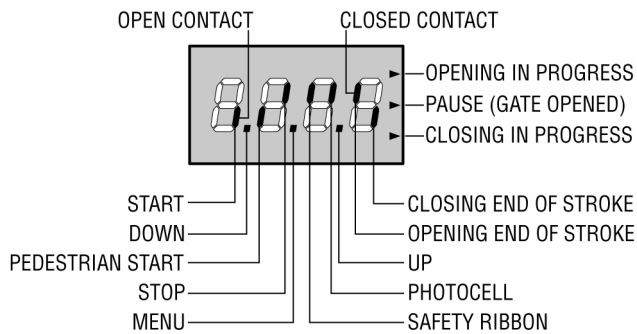 OPEN CONTACT
CLOSED CONTACT
OPENING IN PROGRESS
PAUSE (GATE OPENED)
CLOSING IN PROGRESS
START
DOWN
PEDESTRIAN START
STOP
MENU
CLOSING END OF STROKE
OPENING END OF STROKE
UP
PHOTOCELL
SAFETY RIBBON